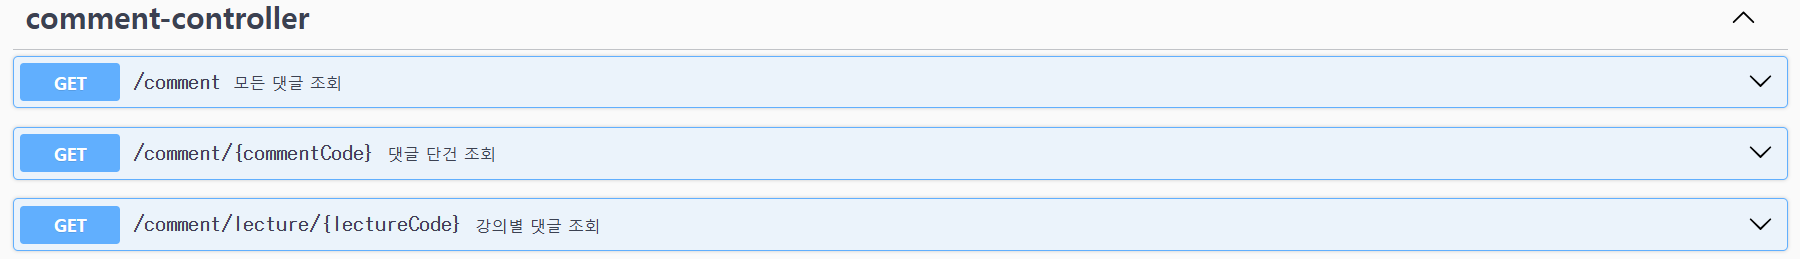 comment-controller
GET /comment 모든 댓글 조회
GET /comment/{commentCode} 댓글 단건 조회
GET /comment/lecture/{lectureCode} 강의별 댓글 조회